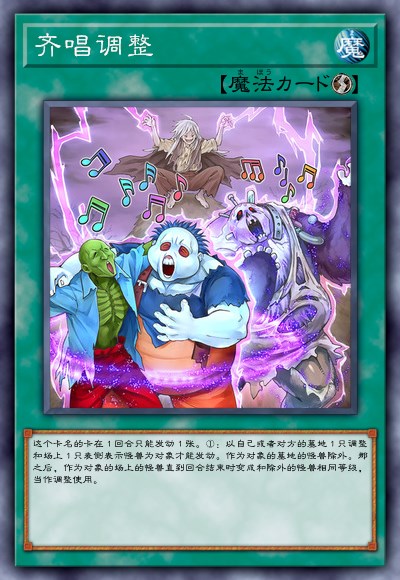 齐唱调整
魔
【魔法カード】
まほう
这个卡名的卡在1回合只能发动1张。①：以自己或者对方的墓地1只调整
和场上1只表侧表示怪兽为对象才能发动。作为对象的墓地的怪兽除外。那
之后，作为对象的场上的怪兽直到回合结束时变成和除外的怪兽相同等级，
当作调整使用。